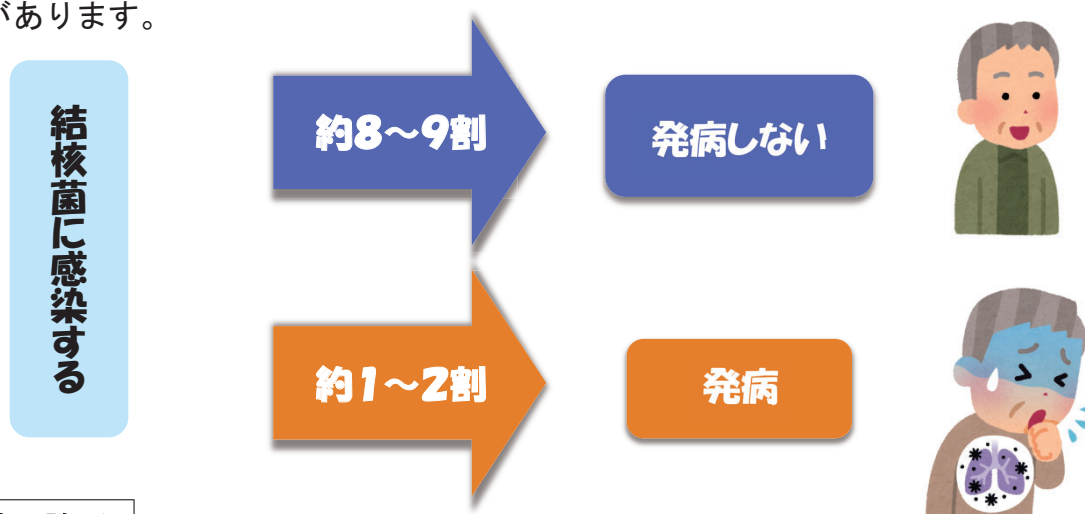 があります。
結核菌に感染する
約8〜9割
発病しない
約1〜2割
発病